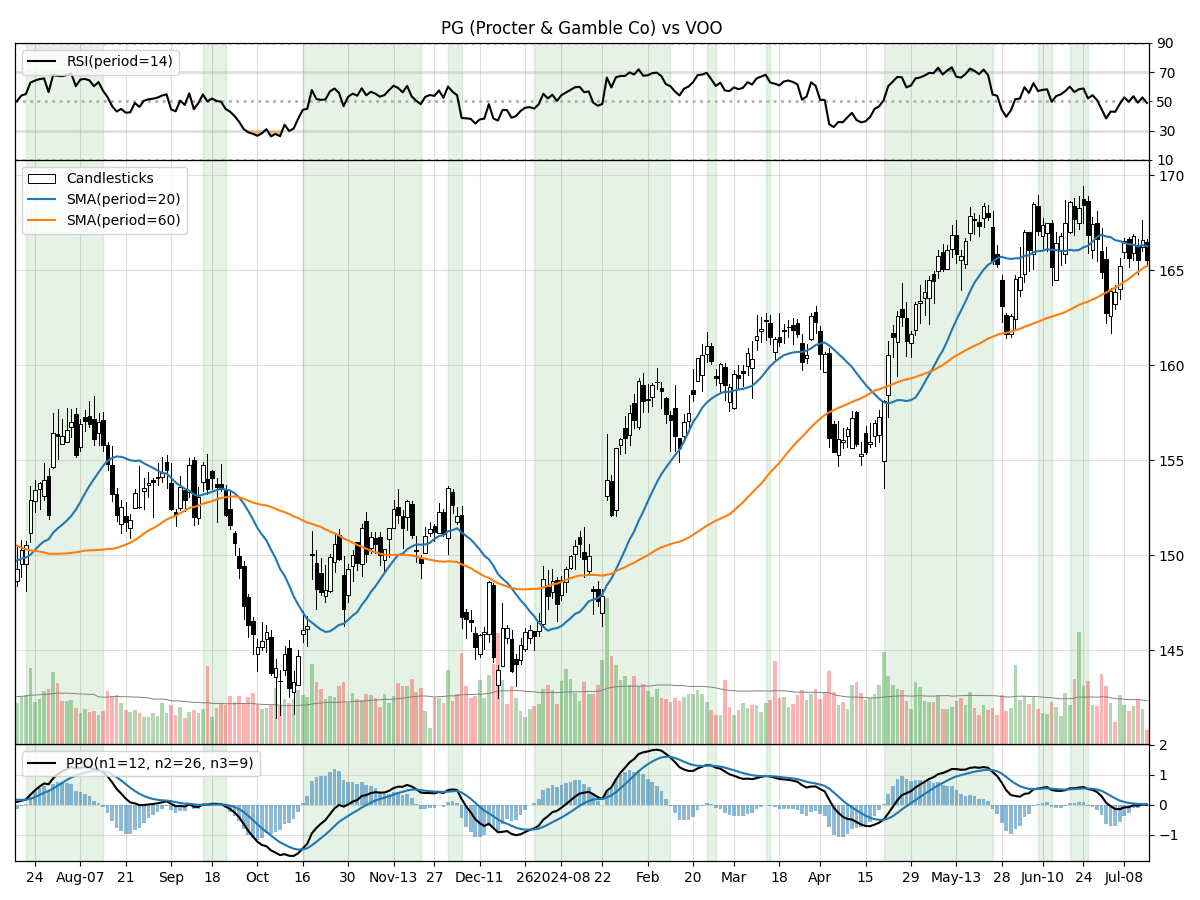 PG (Procter & Gamble Co) vs VOO
RSI(period=14)
90
70
50
30
10
Candlesticks
SMA(period=20)
SMA(period=60)
170
165
160
155
150
145
PPO(n1=12, n2=26, n3=9)
2
1
0
−1
24 Aug-07 21 Sep 18 Oct 16 30 Nov-13 27 Dec-11 26 2024-08 22 Feb 20 Mar 18 Apr 15 29 May-13 28 Jun-10 24 Jul-08